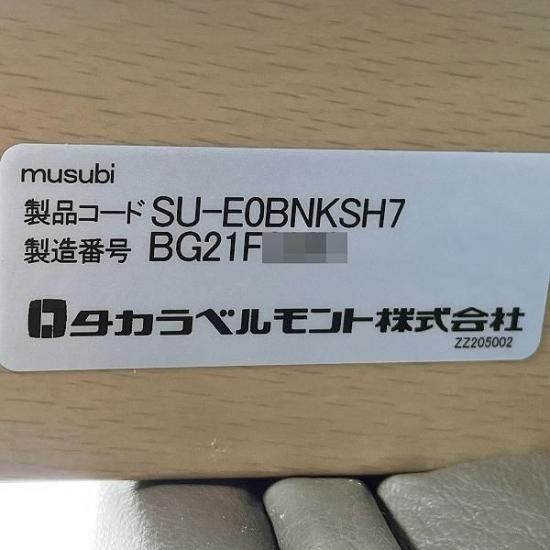 musubi
製品コード SU-E0BNKSH7
製造番号 BG21F
タカラベルモント株式会社
ZZ205002